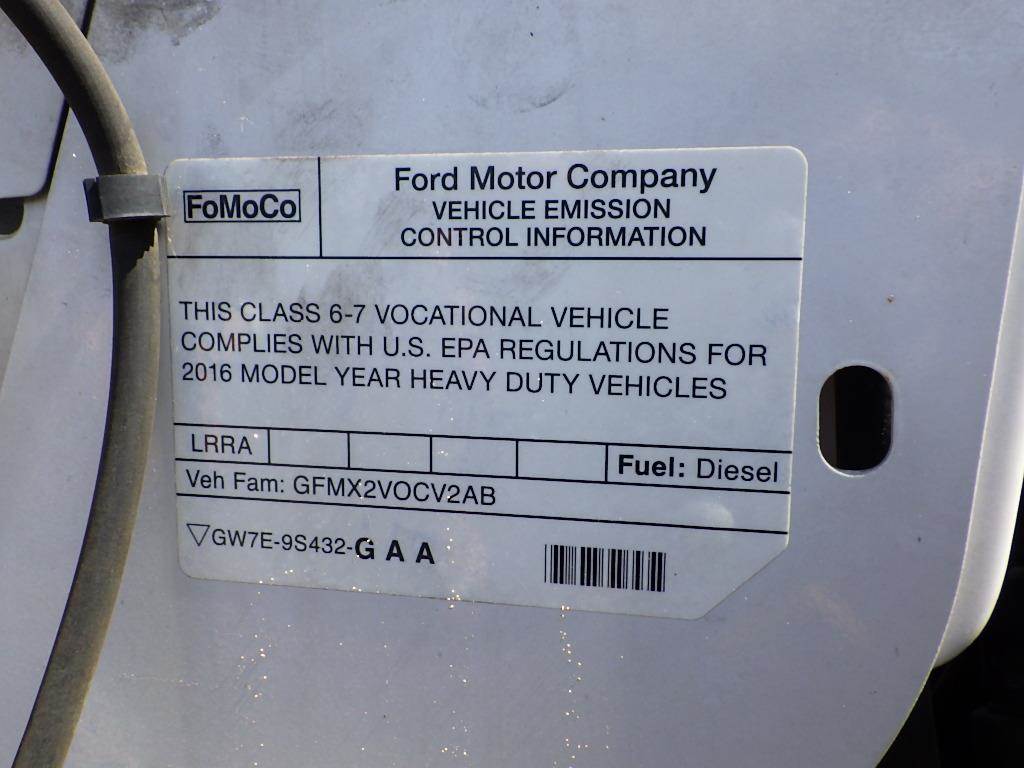 FoMoCo
Ford Motor Company
VEHICLE EMISSION
CONTROL INFORMATION
THIS CLASS 6-7 VOCATIONAL VEHICLE
COMPLIES WITH U.S. EPA REGULATIONS FOR
2016 MODEL YEAR HEAVY DUTY VEHICLES
LRRA
Fuel: Diesel
Veh Fam: GFMX2VOCV2AB
▽GW7E-9S432-GAA